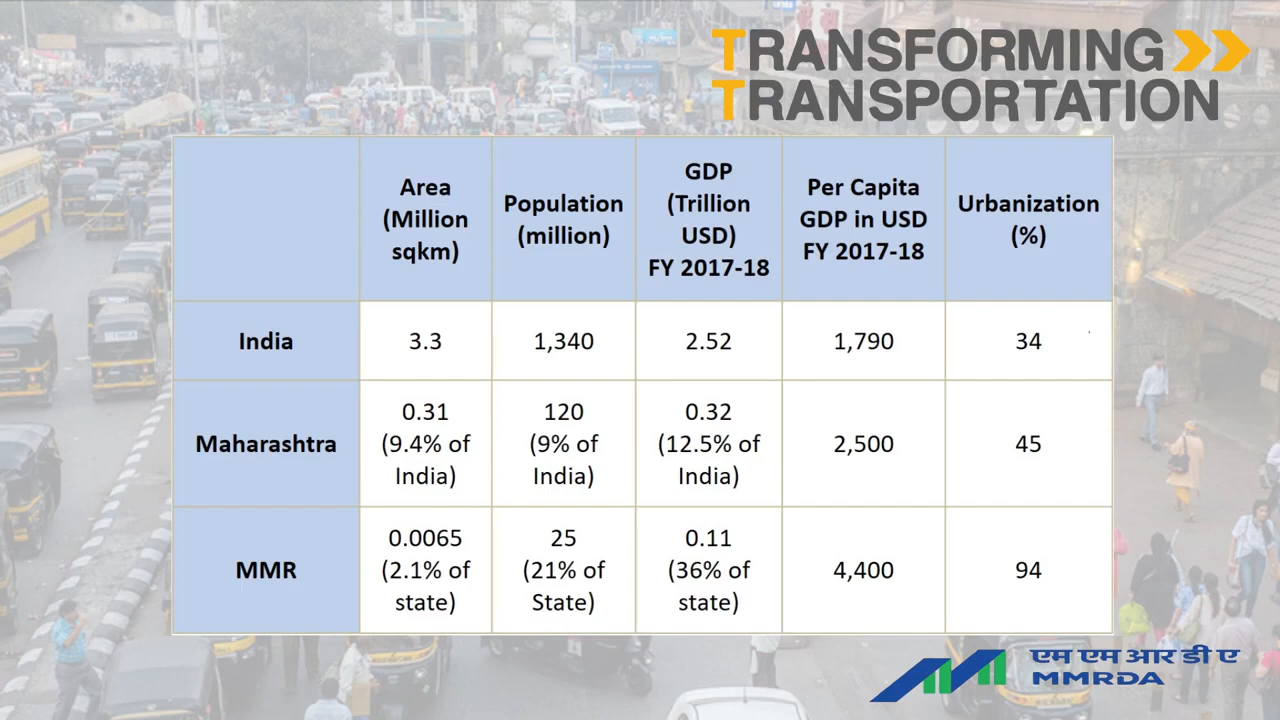 TRANSFORMING
TRANSPORTATION
Area
(Million
sqkm)
Population
(million)
GDP
(Trillion
USD)
FY 2017-18
Per Capita
GDP in USD
FY 2017-18
Urbanization
(%)
India
3.3
1,340
2.52
1,790
34
Maharashtra
0.31
(9.4% of
India)
120
(9% of
India)
0.32
(12.5% of
India)
2,500
45
MMR
0.0065
(2.1% of
state)
25
(21% of
State)
0.11
(36% of
state)
4,400
94
एम एम आर डी ए
MMRDA